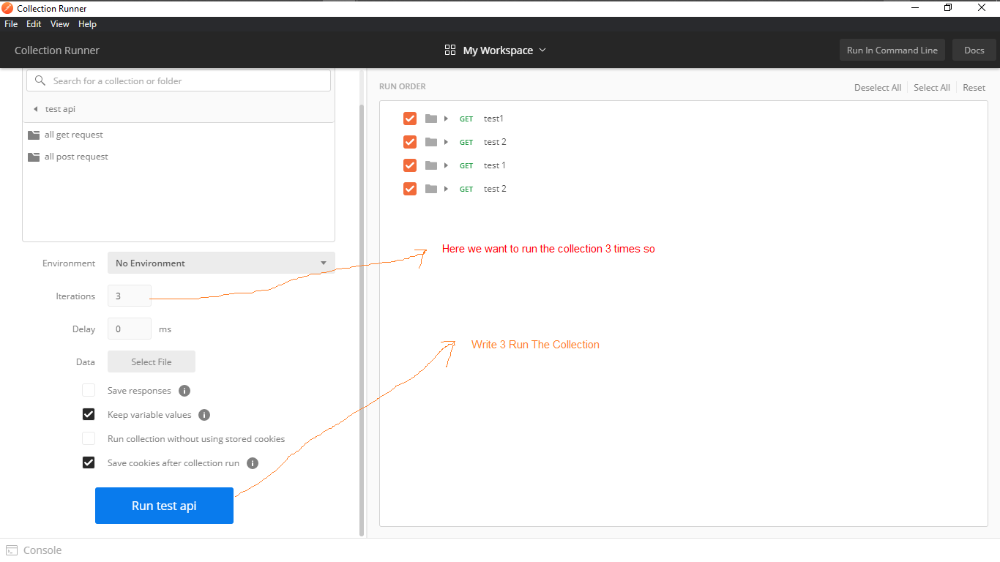 Collection Runner
File Edit View Help
Collection Runner
My Workspace
Run In Command Line
Docs
Search for a collection or folder
test api
all get request
all post request
Environment No Environment
Iterations 3
Delay 0 ms
Data Select File
Save responses
Keep variable values
Run collection without using stored cookies
Save cookies after collection run
Run test api
RUN ORDER
Deselect All Select All Reset
GET test1
GET test 2
GET test 1
GET test 2
Here we want to run the collection 3 times so
Write 3 Run The Collection
Console